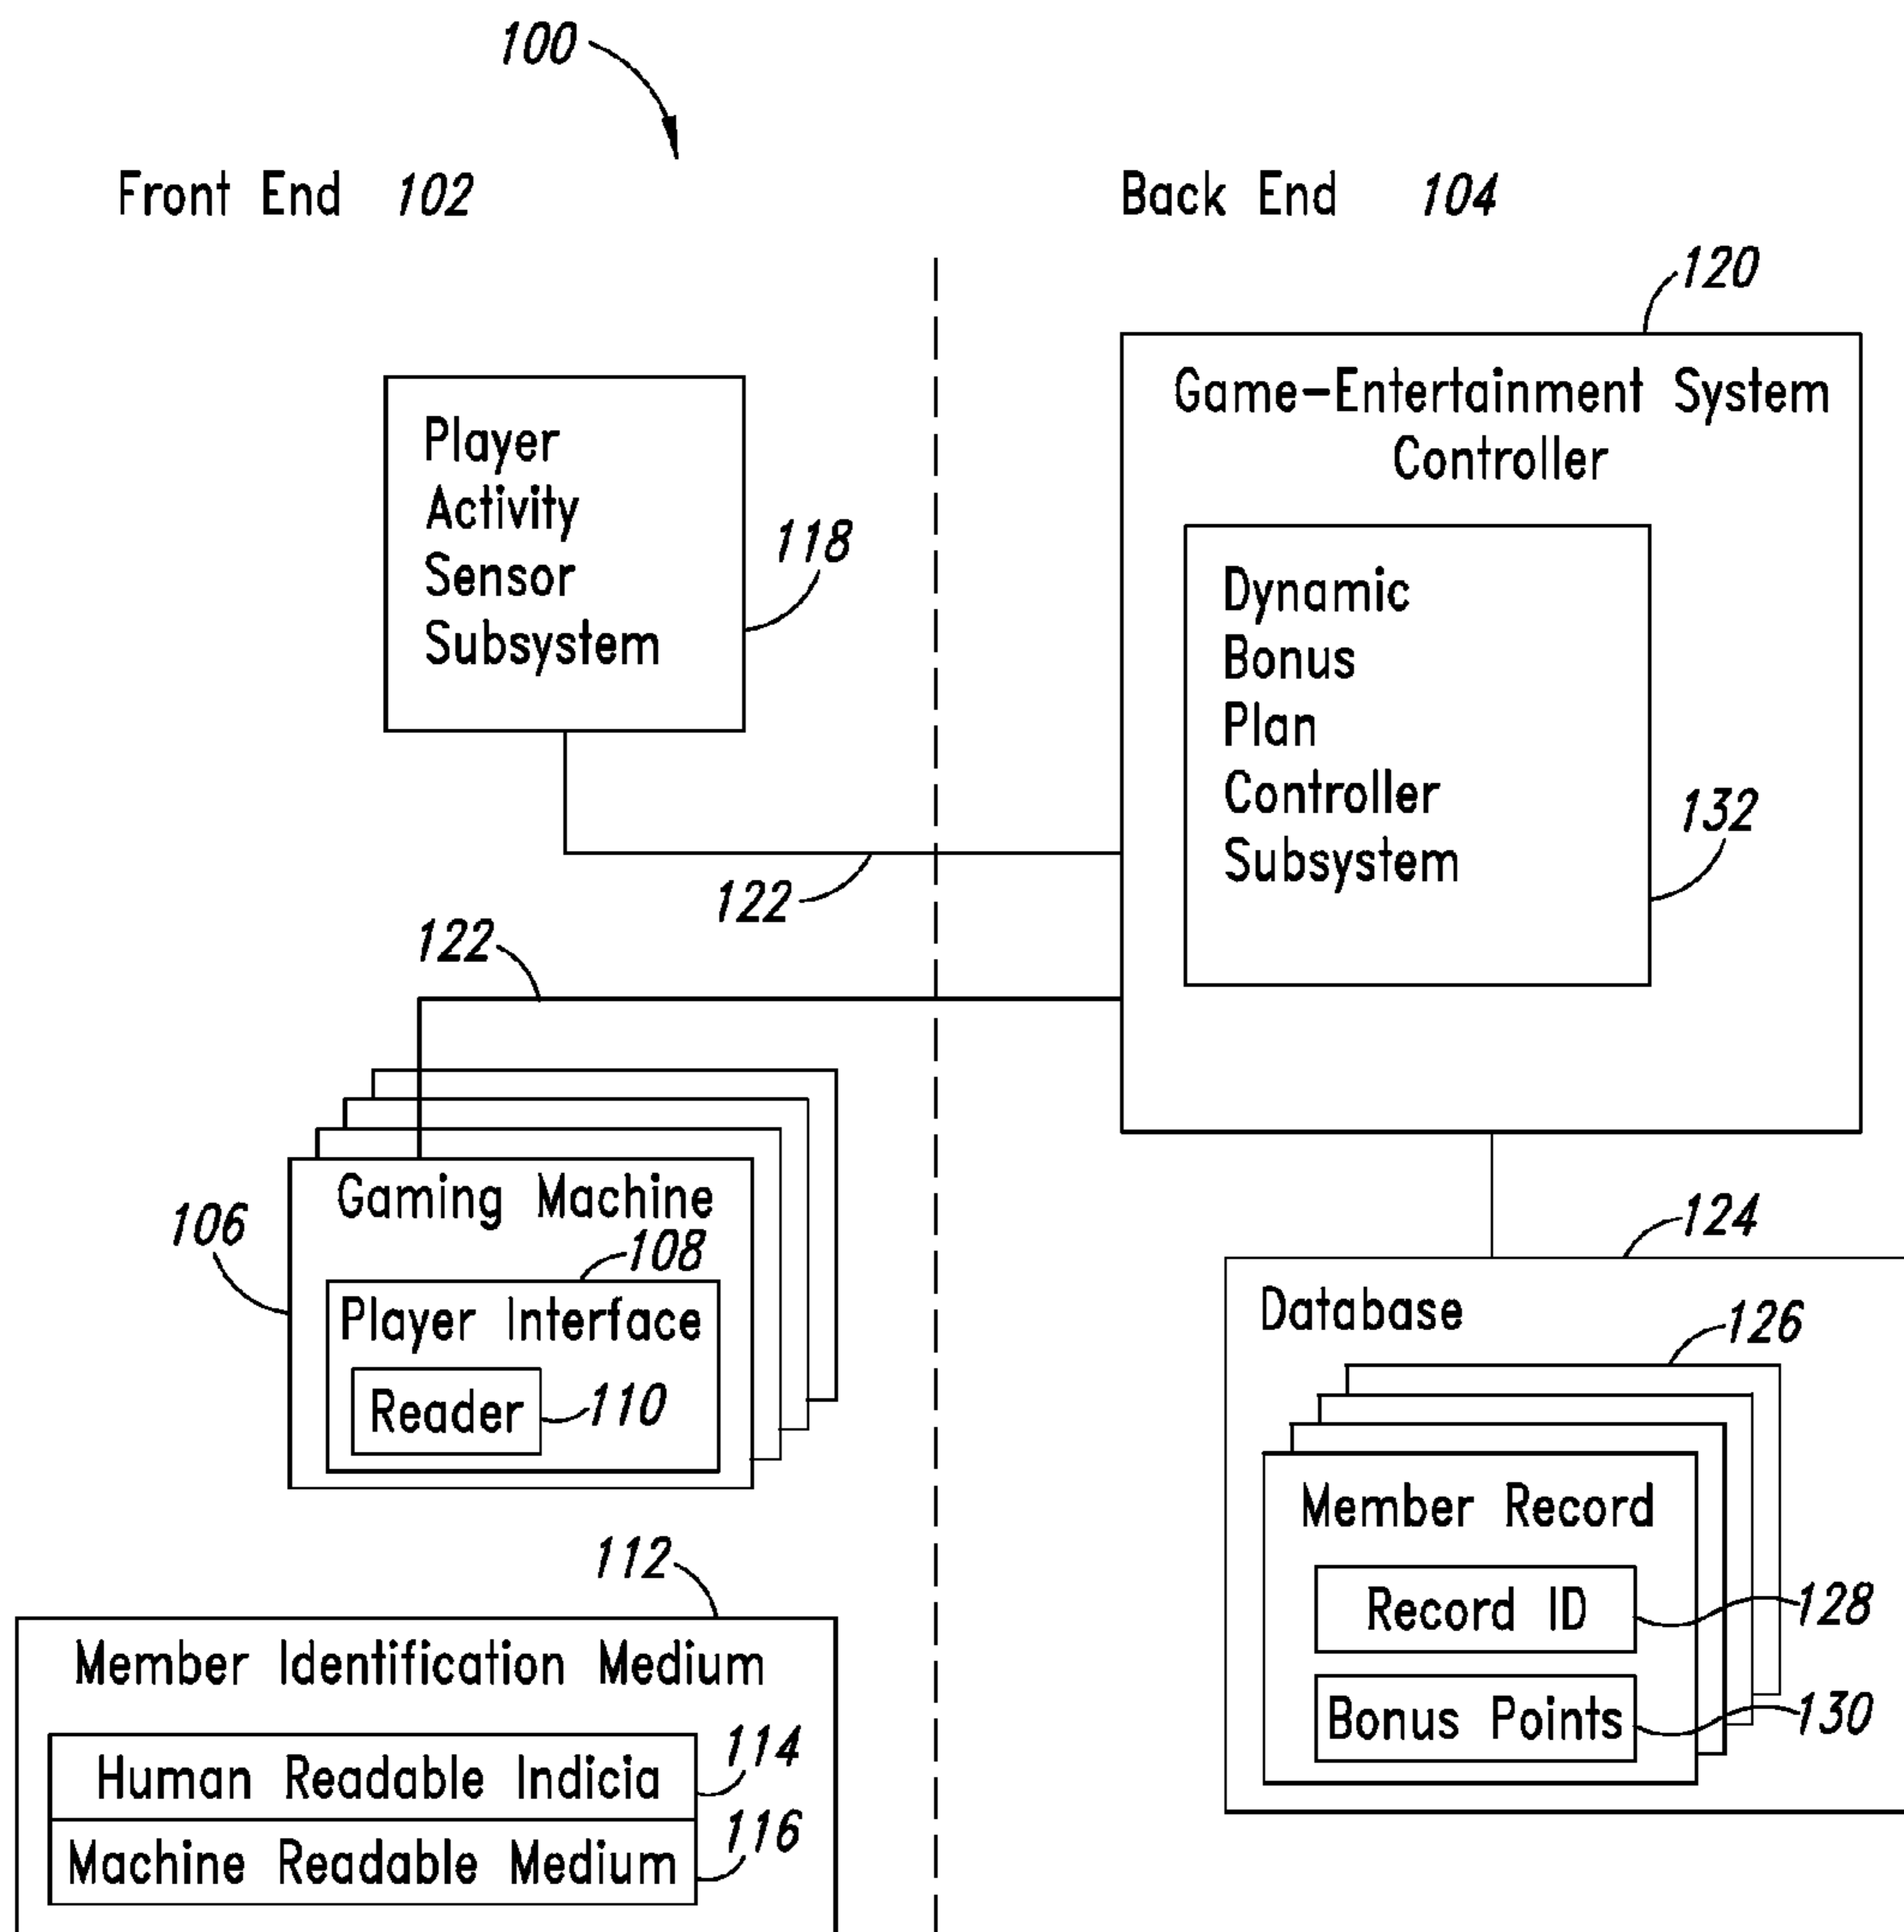 100
Front End 102
Back End 104
120
Player
Activity
Sensor
Subsystem
118
Game-Entertainment System
Controller
Dynamic
Bonus
Plan
Controller
Subsystem
132
122
122
Gaming Machine
106
108
Player Interface
Reader
110
124
Database
126
Member Record
Record ID
128
Bonus Points
130
112
Member Identification Medium
Human Readable Indicia
114
Machine Readable Medium
116